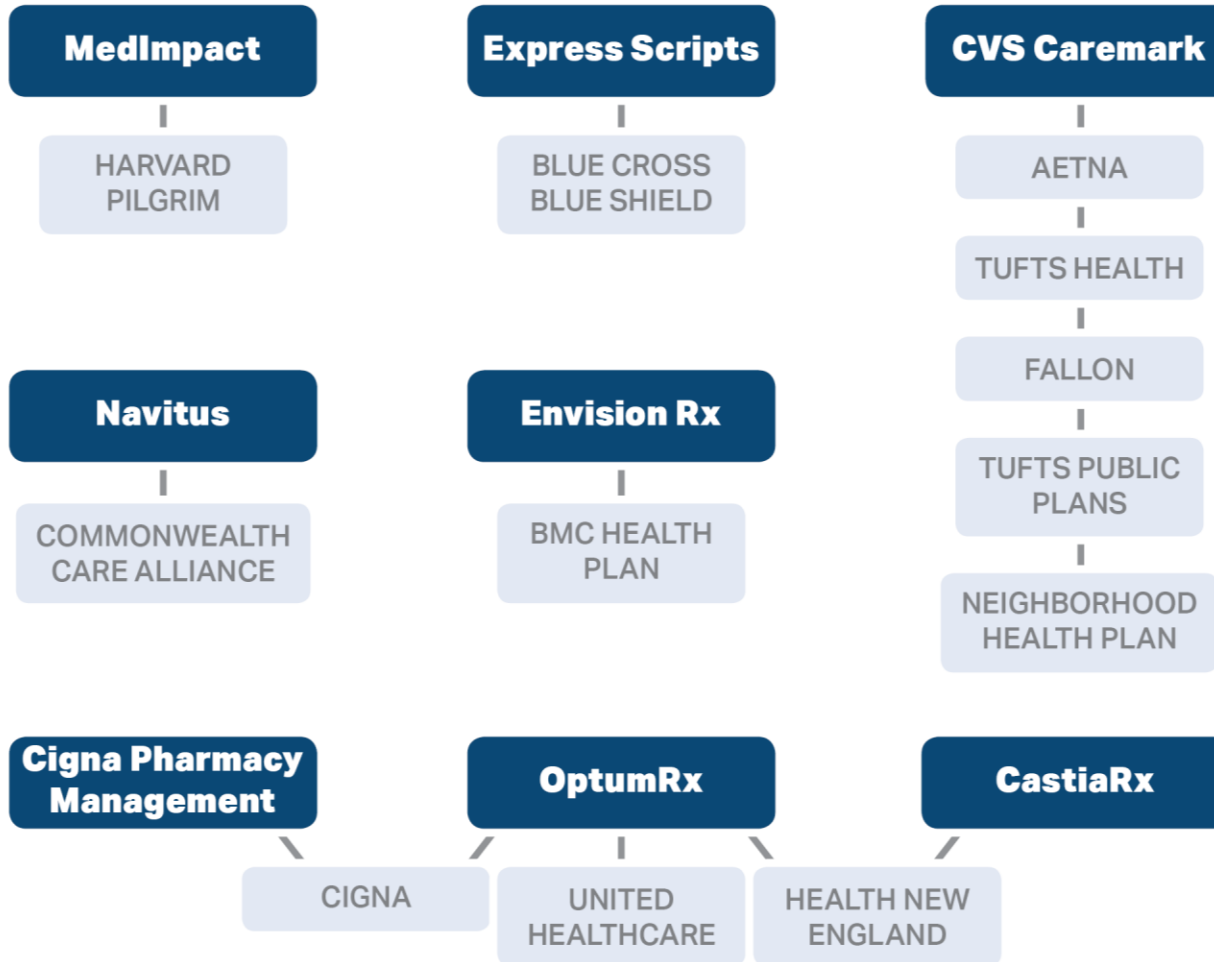 MedImpact
HARVARD
PILGRIM
Express Scripts
BLUE CROSS
BLUE SHIELD
CVS Caremark
AETNA
TUFTS HEALTH
FALLON
TUFTS PUBLIC
PLANS
NEIGHBORHOOD
HEALTH PLAN
Navitus
COMMONWEALTH
CARE ALLIANCE
Envision Rx
BMC HEALTH
PLAN
Cigna Pharmacy
Management
OptumRx
CastiaRx
CIGNA
UNITED
HEALTHCARE
HEALTH NEW
ENGLAND